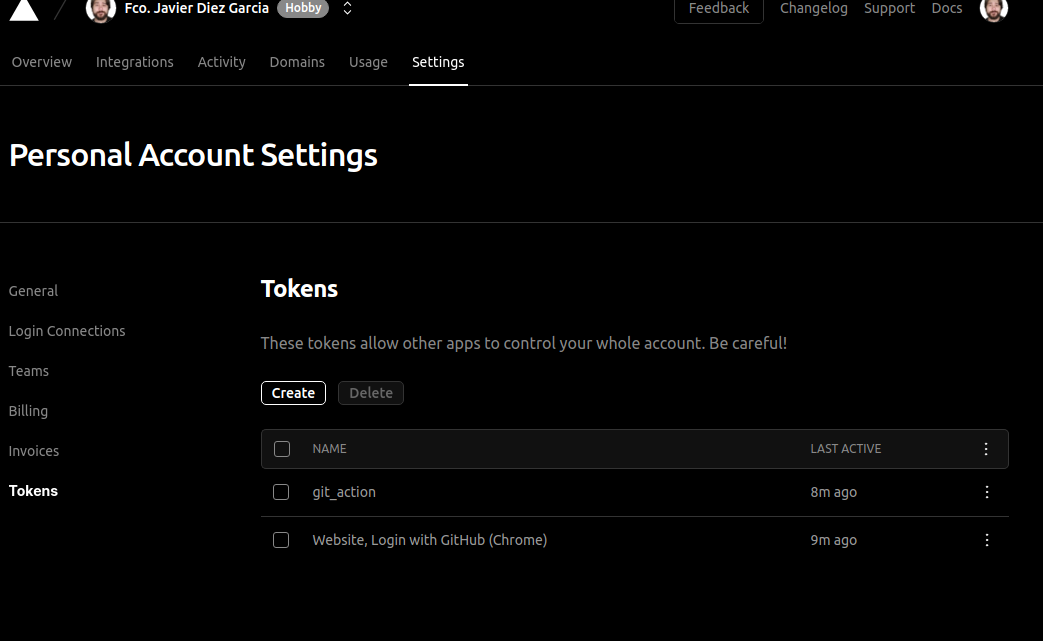 Fco. Javier Diez Garcia Hobby Feedback Changelog Support Docs
Overview Integrations Activity Domains Usage Settings
Personal Account Settings
General
Login Connections
Teams
Billing
Invoices
Tokens
Tokens
These tokens allow other apps to control your whole account. Be careful!
Create Delete
NAME LAST ACTIVE
git_action 8m ago
Website, Login with GitHub (Chrome) 9m ago